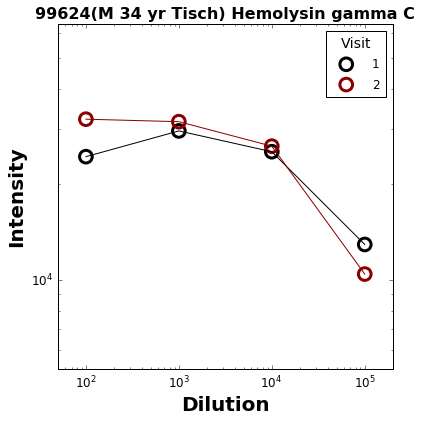 99624(M 34 yr Tisch) Hemolysin gamma C
Visit
1
2
Intensity
10^4
10^2 10^3 10^4 10^5
Dilution